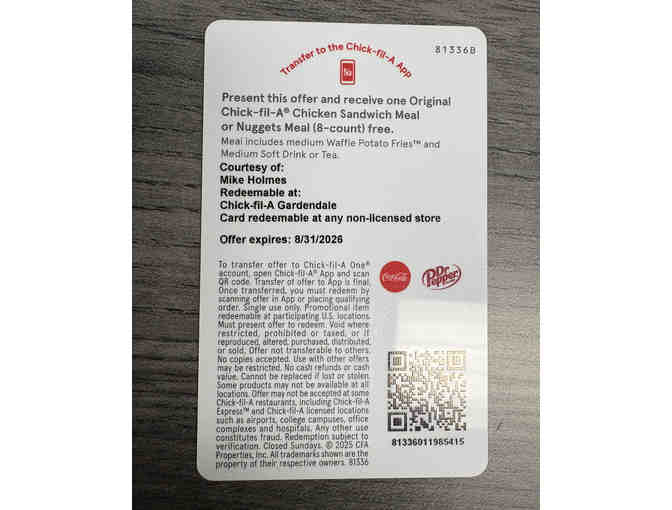 Transfer to the Chick-fil-A App
81336B
Present this offer and receive one Original
Chick-fil-A® Chicken Sandwich Meal
or Nuggets Meal (8-count) free.
Meal includes medium Waffle Potato Fries™ and
Medium Soft Drink or Tea.
Courtesy of:
Mike Holmes
Redeemable at:
Chick-fil-A Gardendale
Card redeemable at any non-licensed store
Offer expires: 8/31/2026
To transfer offer to Chick-fil-A One®
account, open Chick-fil-A® App and scan
QR code. Transfer of offer to App is final.
Once transferred, you must redeem by
scanning offer in App or placing qualifying
order. Single use only. Promotional item
redeemable at participating U.S. locations.
Must present offer to redeem. Void where
restricted, prohibited or taxed, or if
reproduced, altered, purchased, distributed,
or sold. Offer not transferable to others.
No copies accepted. Use with other offers
may be restricted. No cash refunds or cash
value. Cannot be replaced if lost or stolen.
Some products may not be available at all
locations. Offer may not be accepted at some
Chick-fil-A restaurants, including Chick-fil-A
Express™ and Chick-fil-A licensed locations
such as airports, college campuses, office
complexes and hospitals. Any other use
constitutes fraud. Redemption subject to
verification. Closed Sundays. © 2025 CFA
Properties, Inc. All trademarks shown are the
property of their respective owners. 81336
Coca-Cola
Dr Pepper
81336011985415